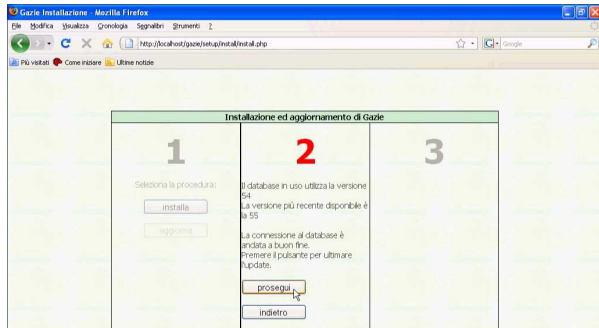 Gazie Installazione - Mozilla Firefox
File Modifica Visualizza Cronologia Segnalibri Strumenti ?
http://localhost/gazie/setup/install/install.php
Google
Più visitati Come iniziare Ultime notizie
Installazione ed aggiornamento di Gazie
1
2
3
Seleziona la procedura:
installa
aggiorna
Il database in uso utilizza la versione
54
La versione più recente disponibile è
la 55
La connessione al database è
andata a buon fine.
Premere il pulsante per ultimare
l'update.
prosegui
indietro